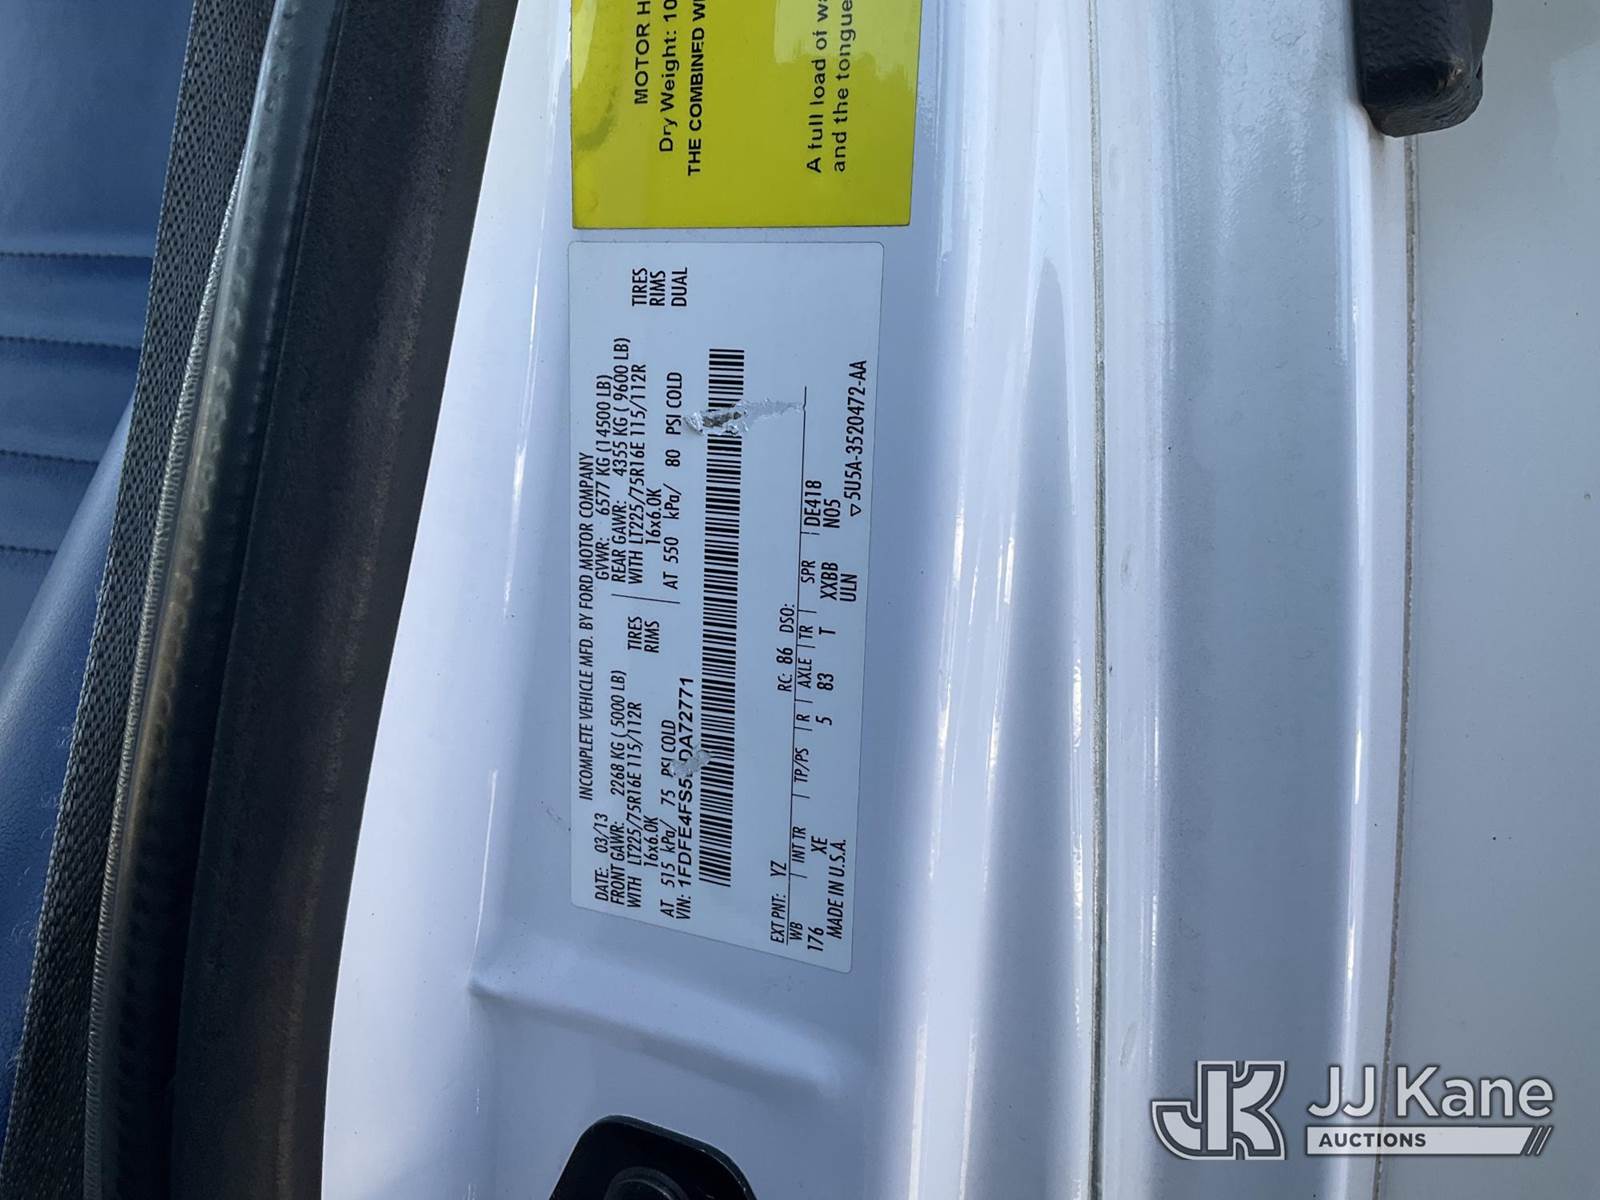 MOTOR H
Dry Weight: 10
THE COMBINED
A full load of
and the tongue
INCOMPLETE VEHICLE MFD. BY FORD MOTOR COMPANY
DATE: 03/13 GVWR: 6577 KG (14500 LB)
FRONT GAWR: 2268 KG ( 5000 LB) REAR GAWR: 4355 KG ( 9600 LB)
WITH LT225/75R16E 115/112R TIRES WITH LT225/75R16E 115/112R TIRES
16x6.0K RIMS 16x6.0K RIMS
AT 515 kPa/ 75 PSI COLD AT 550 kPa/ 80 PSI COLD DUAL
VIN: 1FDFE4FS5 DA72771
EXT PNT: YZ RC: 86 DSO:
WB INT TR TP/PS R AXLE TR SPR DE418
176 XE 5 83 T XXBB N05
MADE IN U.S.A. ULN
5U5A-3520472-AA
JK JJ Kane
AUCTIONS